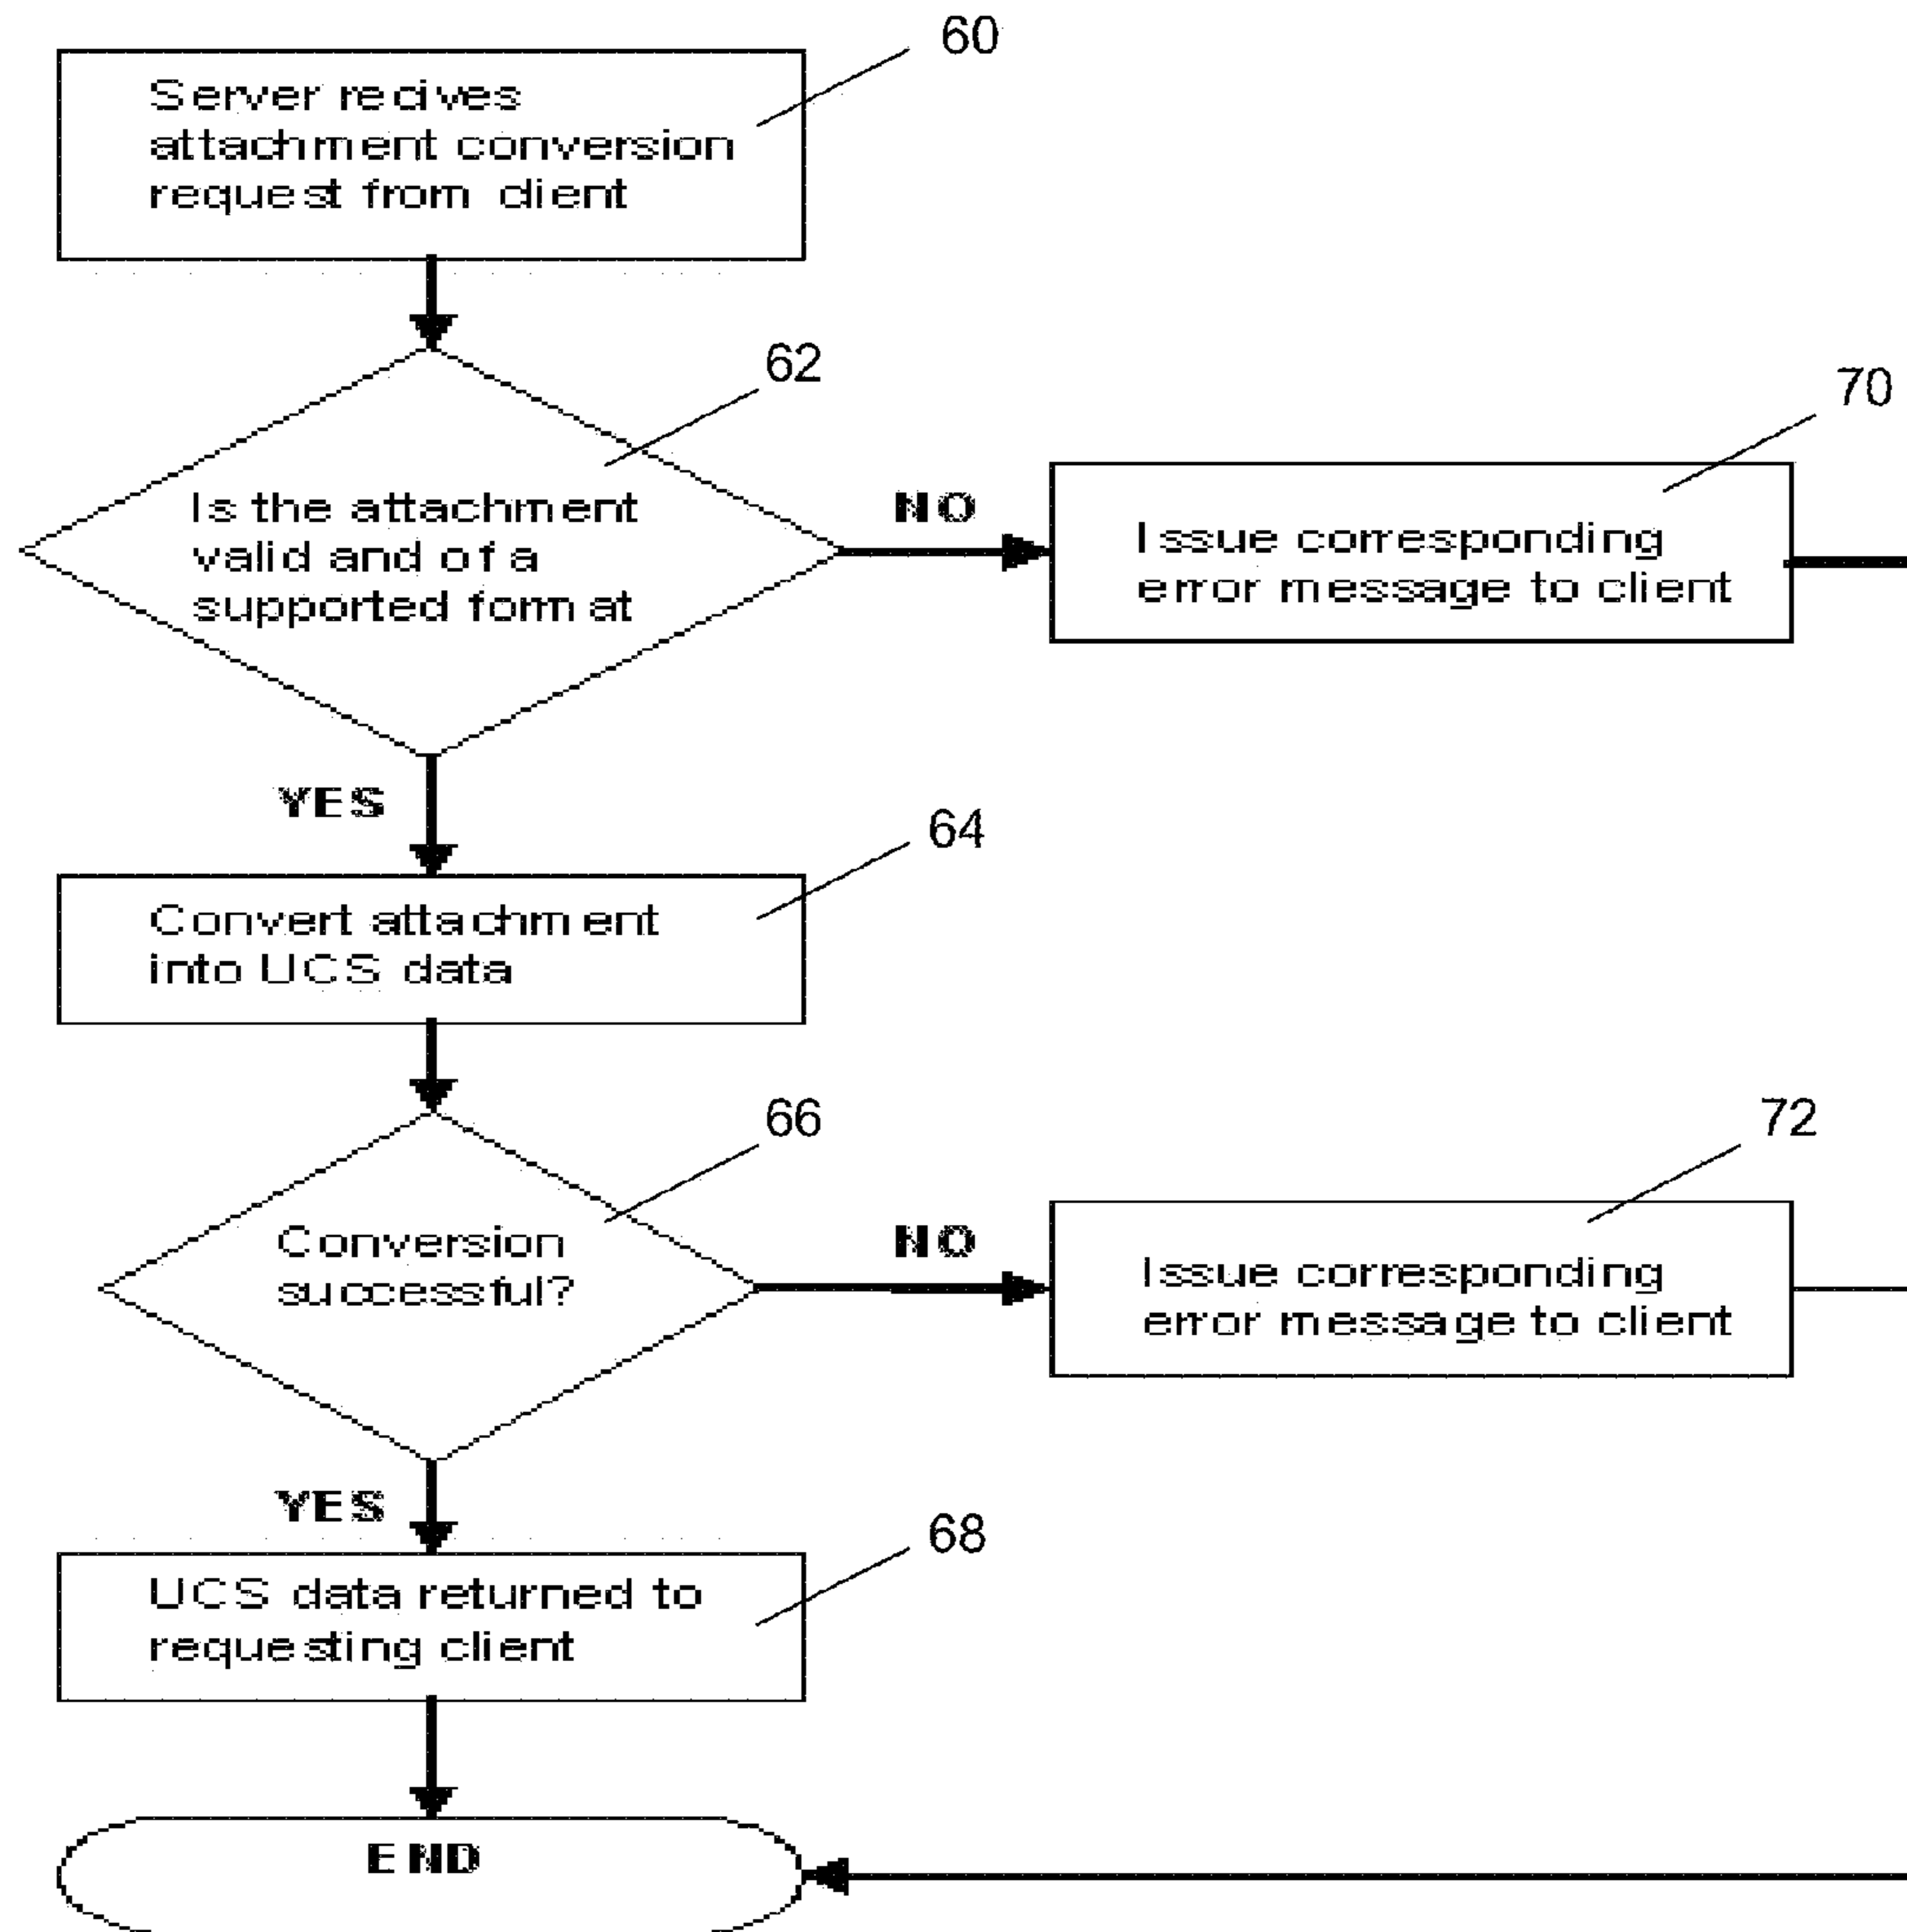 60
Server recives
attachment conversion
request from client
62
Is the attachment
valid and of a
supported format
NO
70
Issue corresponding
error message to client
YES
64
Convert attachment
into UCS data
66
Conversion
successful?
NO
72
Issue corresponding
error message to client
YES
68
UCS data returned to
requesting client
END